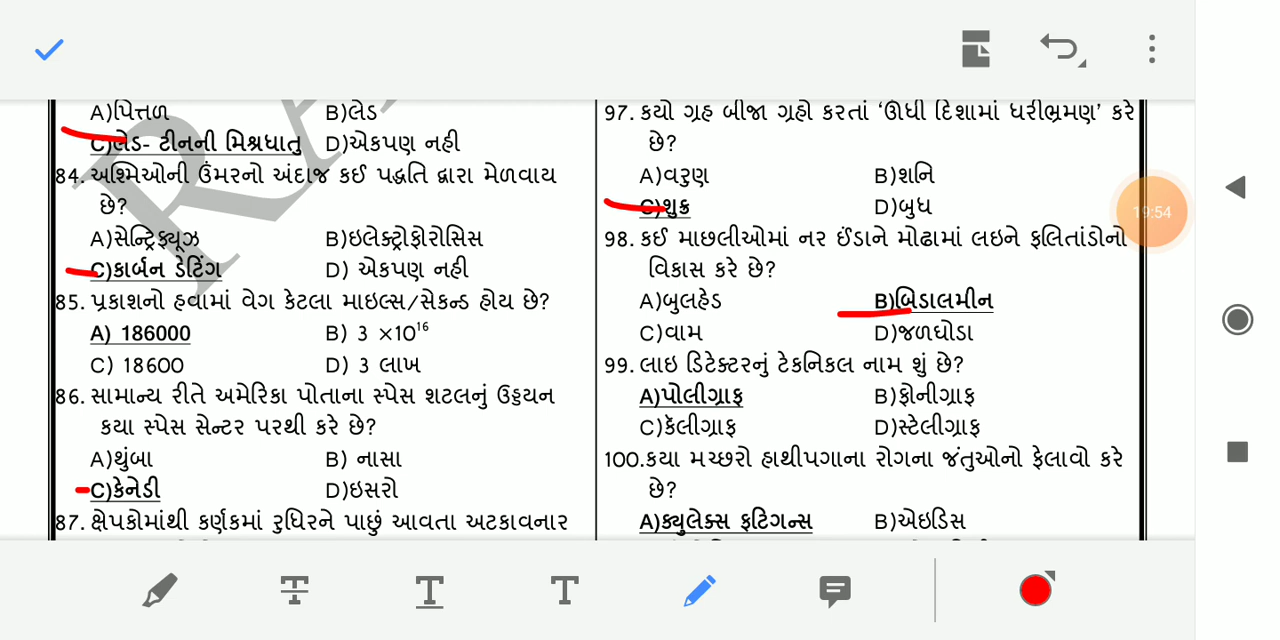 A)પિત્તળ B)લેડ
C)લેડ- ટીનની મિશ્રધાતુ D)એકપણ નહી
84. અશ્મિઓની ઉંમરનો અંદાજ કઈ પદ્ધતિ દ્વારા મેળવાય
છે?
A)સેન્ટ્રિફ્યૂઝ B)ઇલેક્ટ્રોફોરોસિસ
C)કાર્બન ડેટિંગ D) એકપણ નહી
85. પ્રકાશનો હવામાં વેગ કેટલા માઇલ્સ/સેકન્ડ હોય છે?
A) 186000 B) 3 ×10¹⁶
C) 18600 D) 3 લાખ
86. સામાન્ય રીતે અમેરિકા પોતાના સ્પેસ શટલનું ઉડ્ડયન
કયા સ્પેસ સેન્ટર પરથી કરે છે?
A)થુંબા B) નાસા
C)કેનેડી D)ઇસરો
87. ક્ષેપકોમાંથી કર્ણકમાં રુધિરને પાછું આવતા અટકાવનાર
97. કયો ગ્રહ બીજા ગ્રહો કરતાં ‘ઊંધી દિશામાં ધરીભ્રમણ’ કરે
છે?
A)વરુણ B)શનિ
C)શુક્ર D)બુધ
98. કઈ માછલીઓમાં નર ઈંડાને મોઢામાં લઇને ફલિતાંડોનો
વિકાસ કરે છે?
A)બુલહેડ B)બિડાલમીન
C)વામ D)જળઘોડા
99. લાઇ ડિટેક્ટરનું ટેકનિકલ નામ શું છે?
A)પોલીગ્રાફ B)ફોનીગ્રાફ
C)કૅલીગ્રાફ D)સ્ટેલીગ્રાફ
100.કયા મચ્છરો હાથીપગાના રોગના જંતુઓનો ફેલાવો કરે
છે?
A)ક્યુલેક્સ ફટિગન્સ B)એઇડિસ
19:54